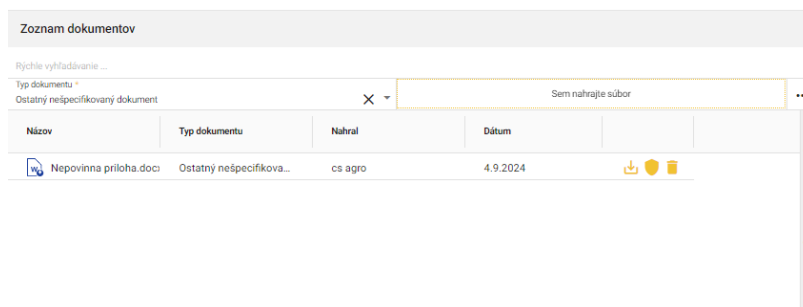 Zoznam dokumentov
Rýchle vyhľadávanie ...
Typ dokumentu *
Ostatný nešpecifikovaný dokument
Sem nahrajte súbor
Názov Typ dokumentu Nahral Dátum
Nepovinna priloha.doc Ostatný nešpecifikova... cs agro 4.9.2024